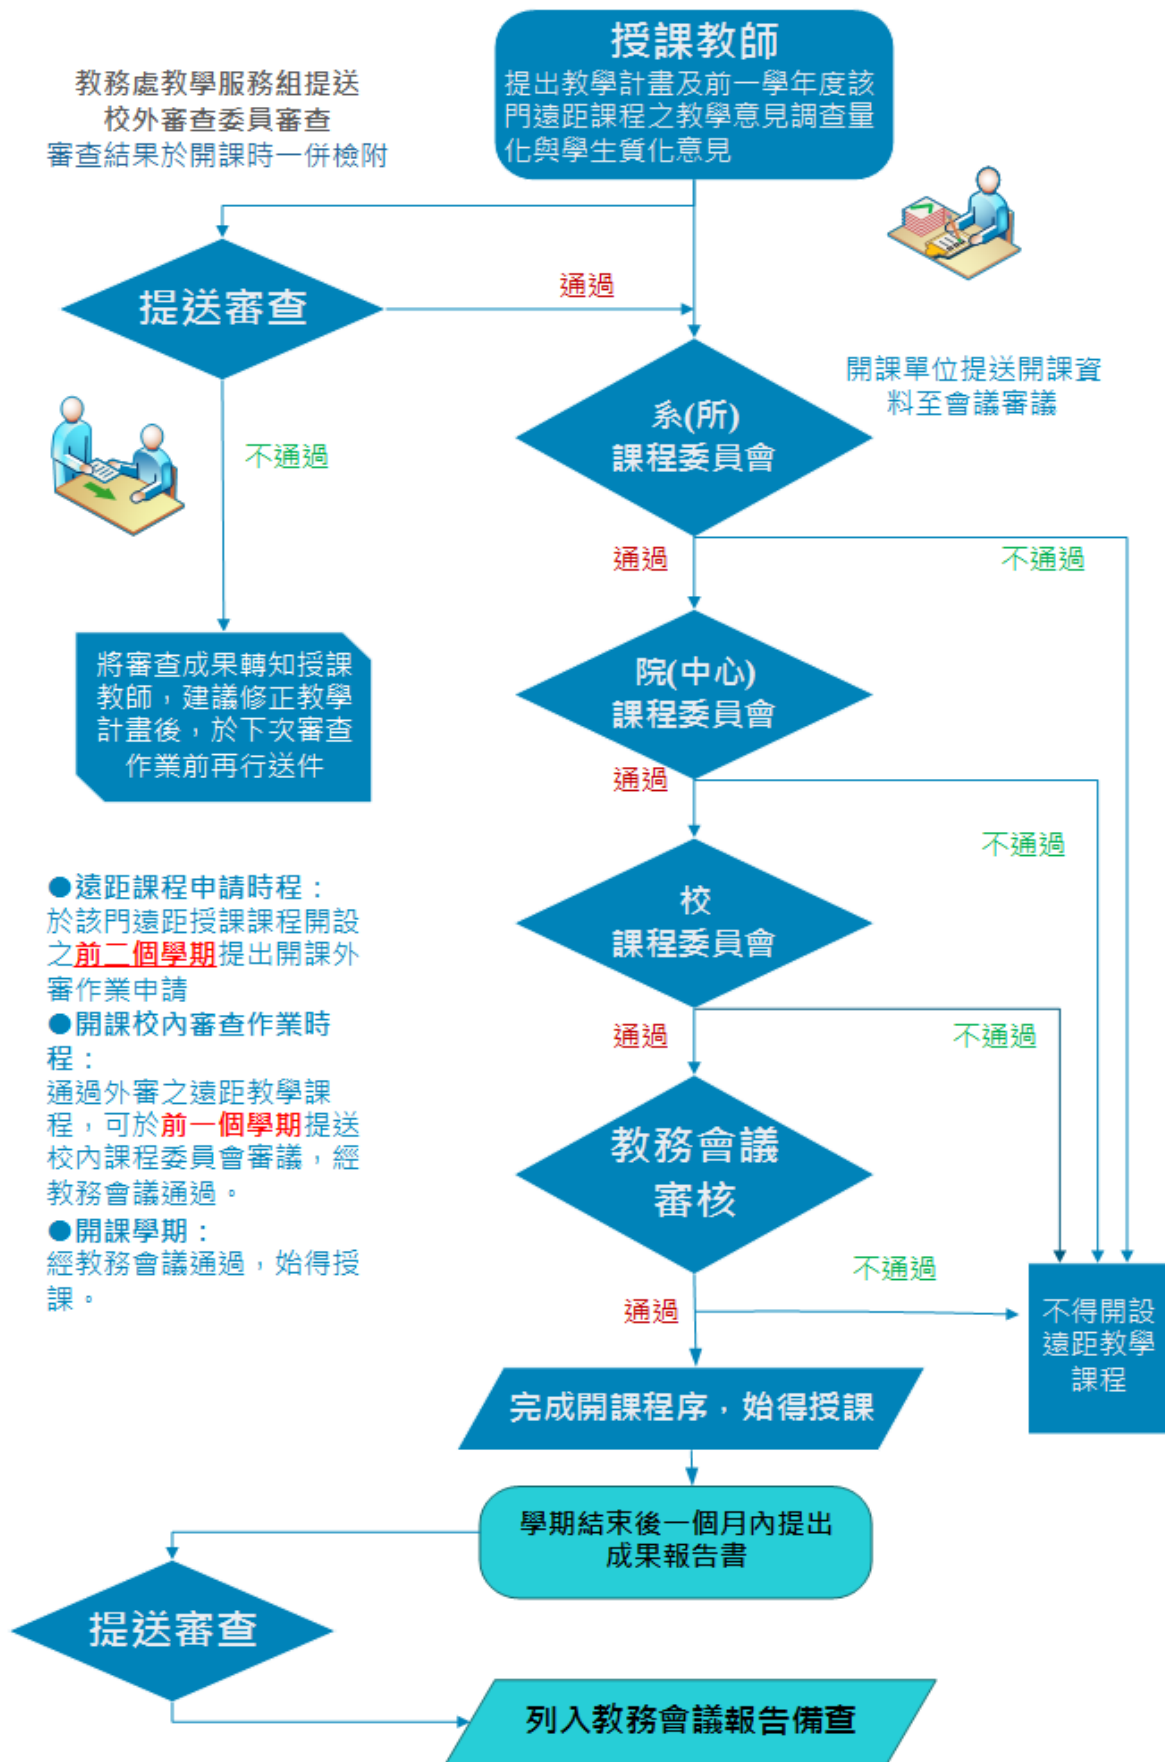 授課教師
提出教學計畫及前一學年度該
門遠距課程之教學意見調查量
化與學生質化意見
教務處教學服務組提送
校外審查委員審查
審查結果於開課時一併檢附
提送審查
通過
開課單位提送開課資
料至會議審議
系(所)
課程委員會
不通過
通過
不通過
將審查成果轉知授課
教師，建議修正教學
計畫後，於下次審查
作業前再行送件
院(中心)
課程委員會
通過
不通過
校
課程委員會
●遠距課程申請時程：
於該門遠距授課課程開設
之前二個學期提出開課外
審作業申請
●開課校內審查作業時
程：
通過外審之遠距教學課
程，可於前一個學期提送
校內課程委員會審議，經
教務會議通過。
●開課學期：
經教務會議通過，始得授
課。
通過
不通過
教務會議
審核
不通過
通過
不得開設
遠距教學
課程
完成開課程序，始得授課
學期結束後一個月內提出
成果報告書
提送審查
列入教務會議報告備查